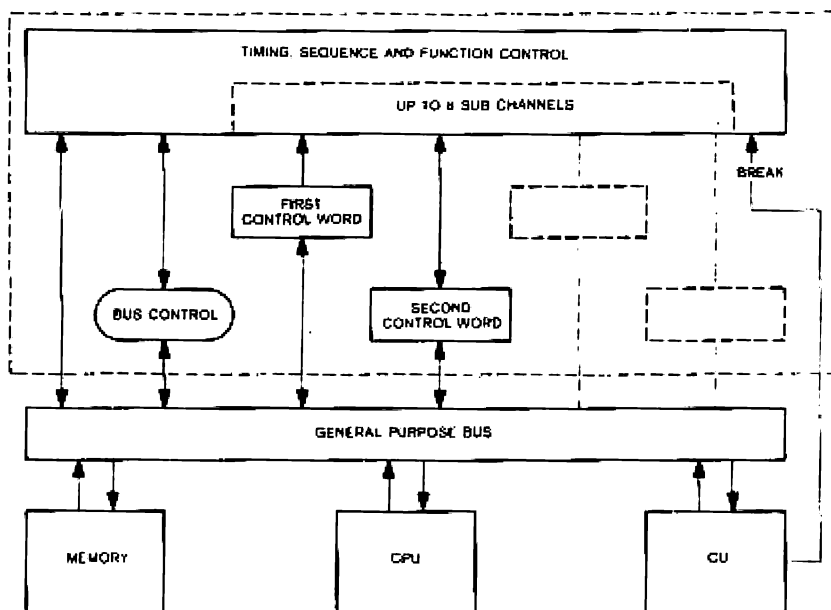 TIMING, SEQUENCE AND FUNCTION CONTROL
UP TO 8 SUB CHANNELS
BREAK
FIRST
CONTROL WORD
BUS CONTROL
SECOND
CONTROL WORD
GENERAL PURPOSE BUS
MEMORY
CPU
CU